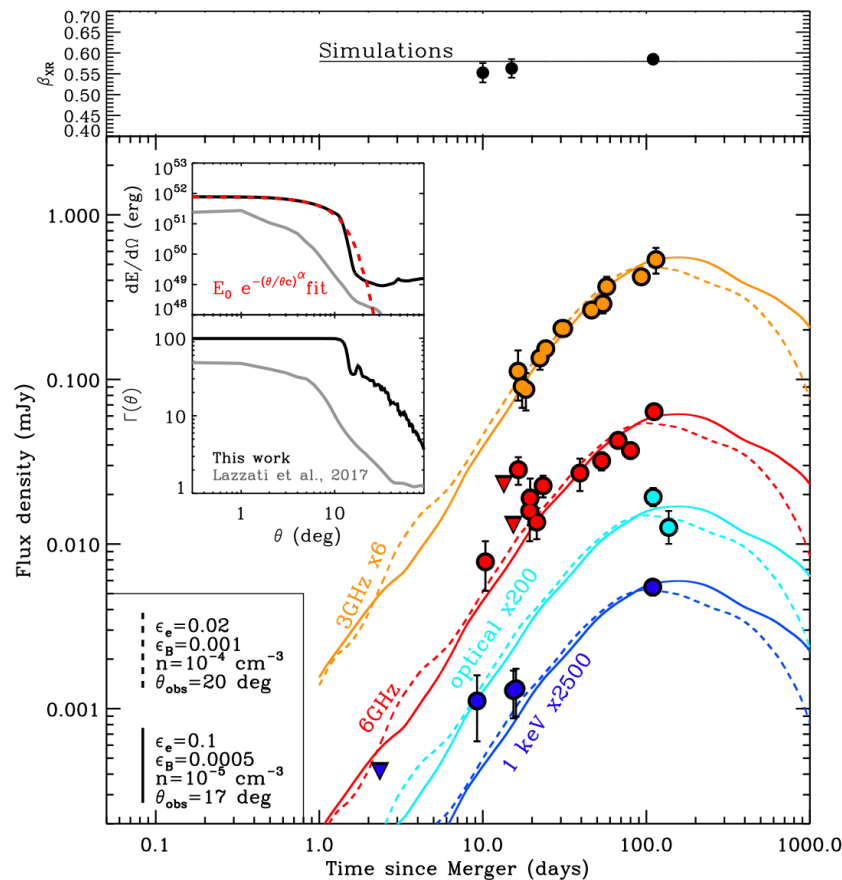 0.70
0.65
0.60
0.55
0.50
0.45
0.40
β_XR
Simulations
1.000
0.100
0.010
0.001
Flux density (mJy)
10^53
10^52
10^51
10^50
10^49
10^48
dE/dΩ (erg)
E_0 e^-(θ/θc)^α fit
100
10
1
Γ(θ)
This work
Lazzati et al., 2017
1
10
θ (deg)
3GHz x6
6GHz
optical x200
1 keV x2500
ϵ_e=0.02
ϵ_B=0.001
n=10^-4 cm^-3
θ_obs=20 deg
ϵ_e=0.1
ϵ_B=0.0005
n=10^-5 cm^-3
θ_obs=17 deg
0.1
1.0
10.0
100.0
1000.0
Time since Merger (days)